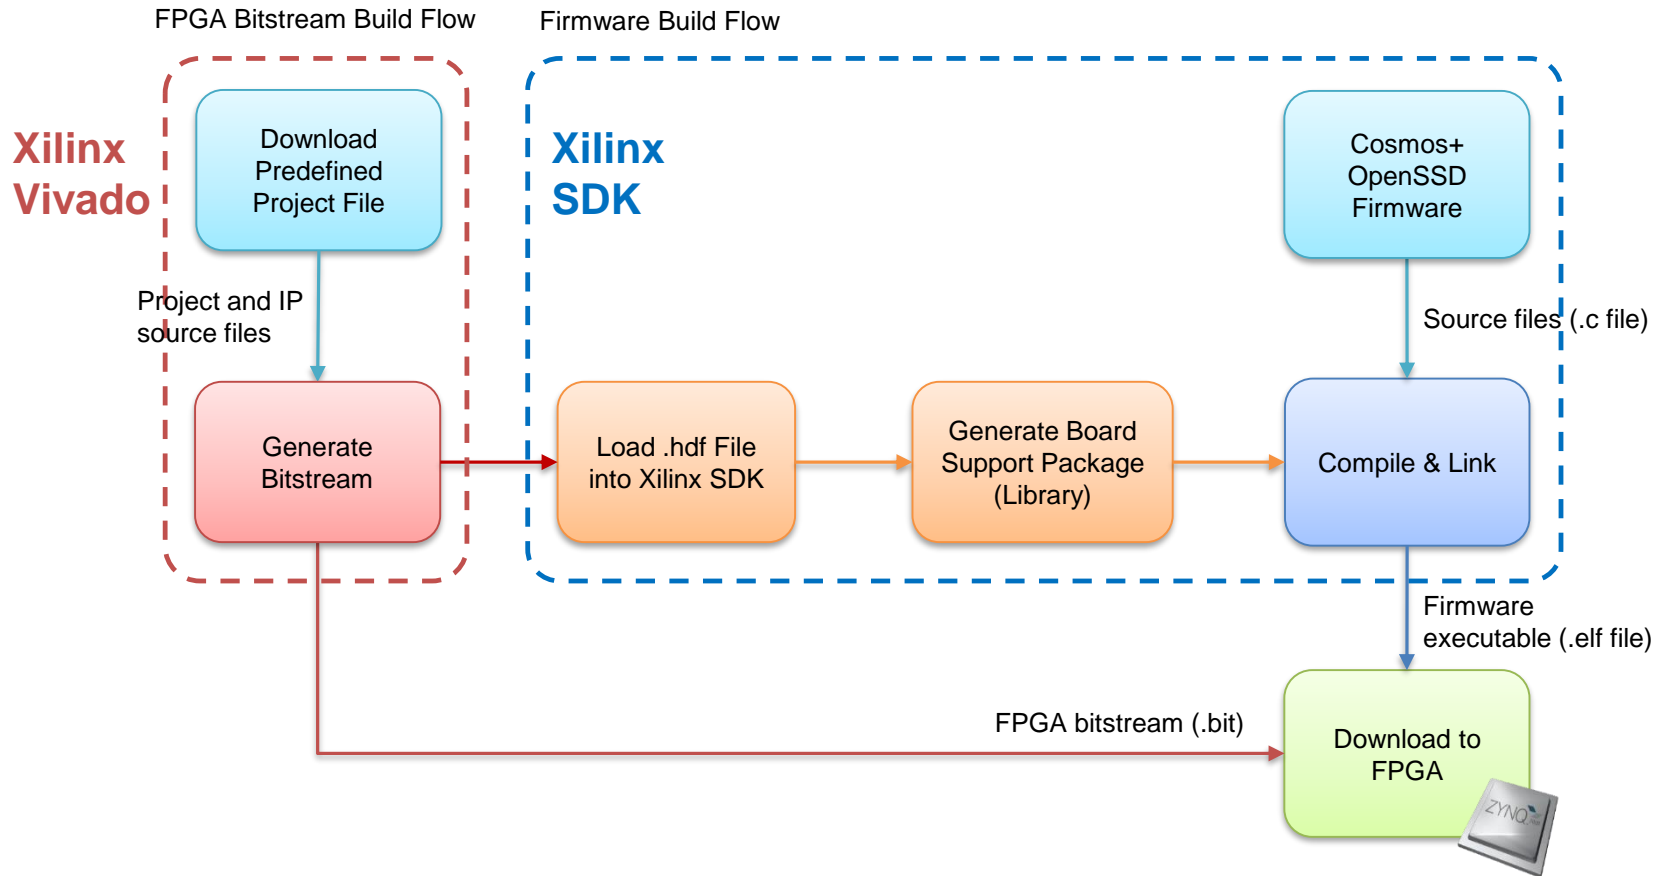 FPGA Bitstream Build Flow
Firmware Build Flow
Xilinx
Vivado
Download
Predefined
Project File
Xilinx
SDK
Cosmos+
OpenSSD
Firmware
Project and IP
source files
Source files (.c file)
Generate
Bitstream
Load .hdf File
into Xilinx SDK
Generate Board
Support Package
(Library)
Compile & Link
Firmware
executable (.elf file)
FPGA bitstream (.bit)
Download to
FPGA
ZYNQ